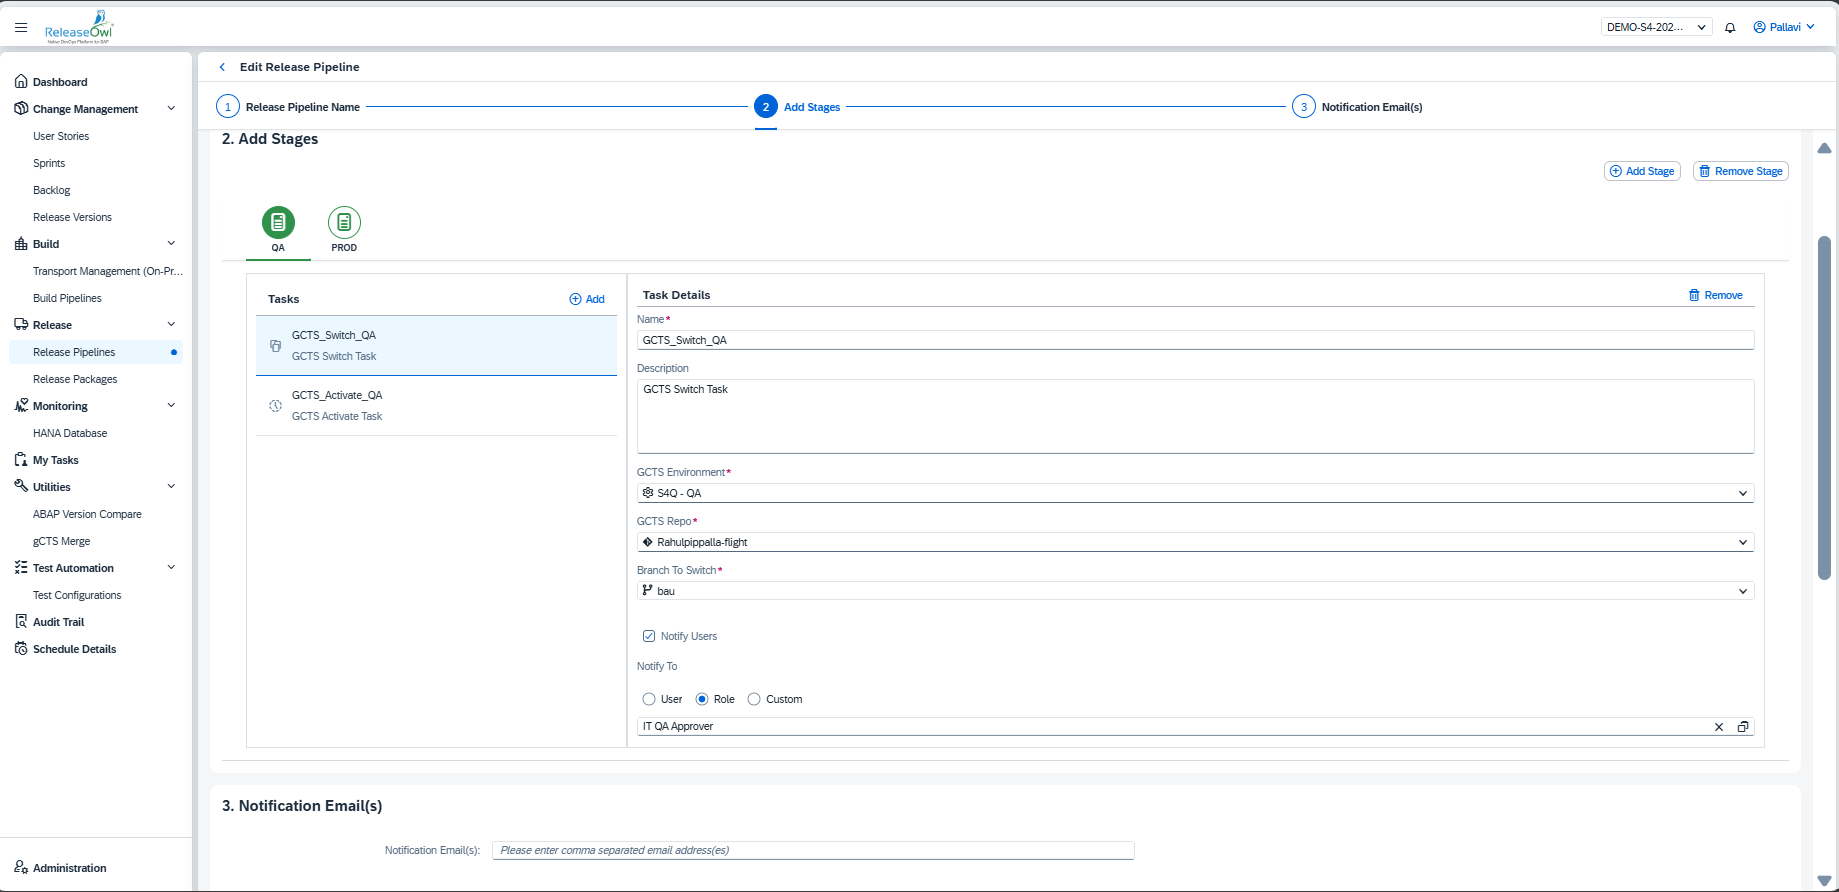 ReleaseOwl
Native DevOps Platform for SAP
DEMO-S4-202...
Pallavi
Dashboard
Change Management
User Stories
Sprints
Backlog
Release Versions
Build
Transport Management (On-Pr...
Build Pipelines
Release
Release Pipelines
Release Packages
Monitoring
HANA Database
My Tasks
Utilities
ABAP Version Compare
gCTS Merge
Test Automation
Test Configurations
Audit Trail
Schedule Details
Administration
Edit Release Pipeline
1 Release Pipeline Name
2 Add Stages
3 Notification Email(s)
2. Add Stages
Add Stage
Remove Stage
QA
PROD
Tasks
Add
GCTS_Switch_QA
GCTS Switch Task
GCTS_Activate_QA
GCTS Activate Task
Task Details
Remove
Name*
GCTS_Switch_QA
Description
GCTS Switch Task
GCTS Environment*
S4Q - QA
GCTS Repo*
Rahulpippalla-flight
Branch To Switch*
bau
Notify Users
Notify To
User
Role
Custom
IT QA Approver
3. Notification Email(s)
Notification Email(s):
Please enter comma separated email address(es)